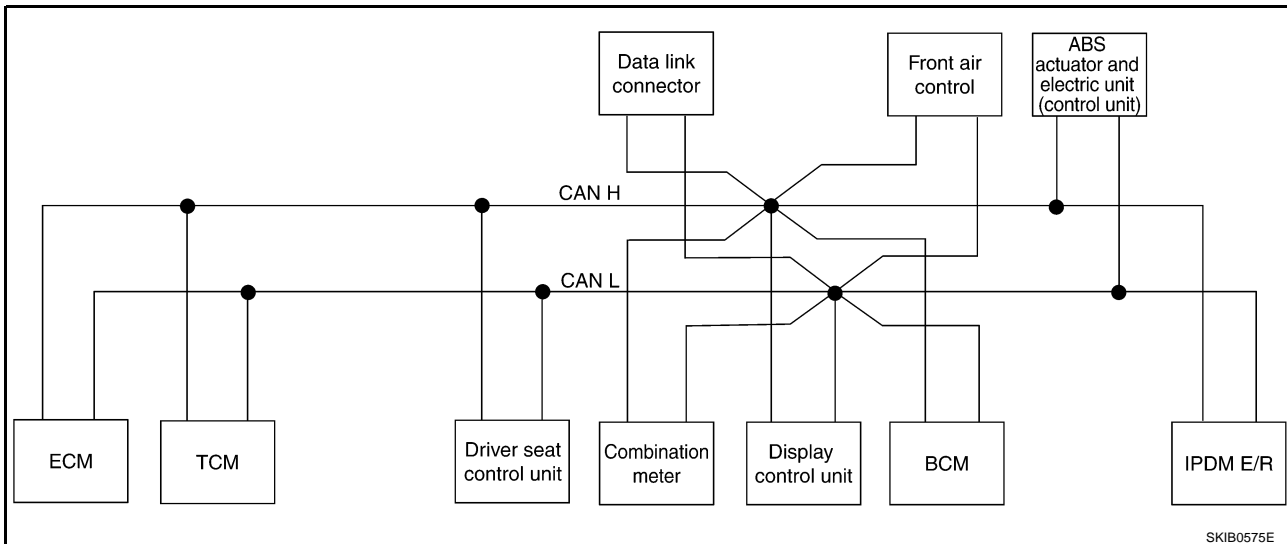 Data link
connector
Front air
control
ABS
actuator and
electric unit
(control unit)
CAN H
CAN L
ECM
TCM
Driver seat
control unit
Combination
meter
Display
control unit
BCM
IPDM E/R
SKIB0575E